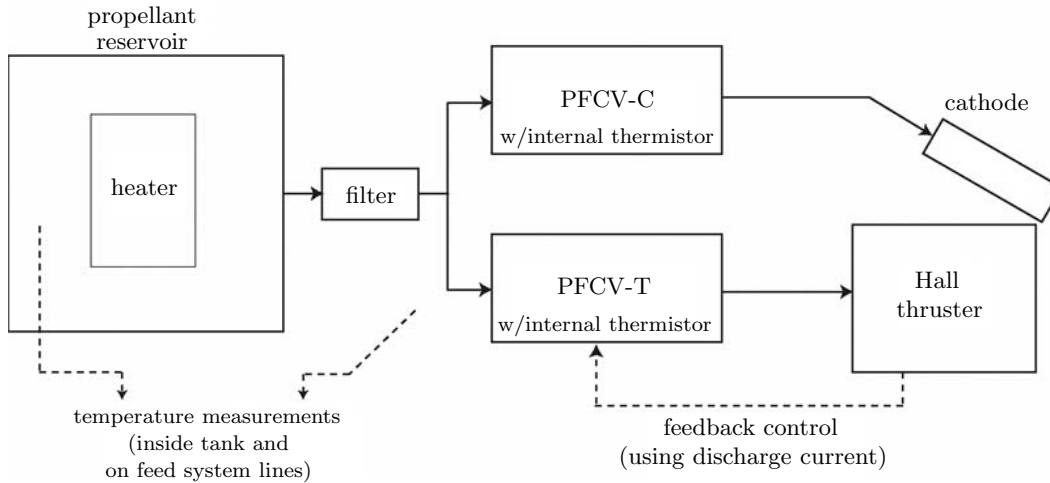 propellant
reservoir
heater
filter
PFCV-C
w/internal thermistor
cathode
PFCV-T
w/internal thermistor
Hall
thruster
temperature measurements
(inside tank and
on feed system lines)
feedback control
(using discharge current)